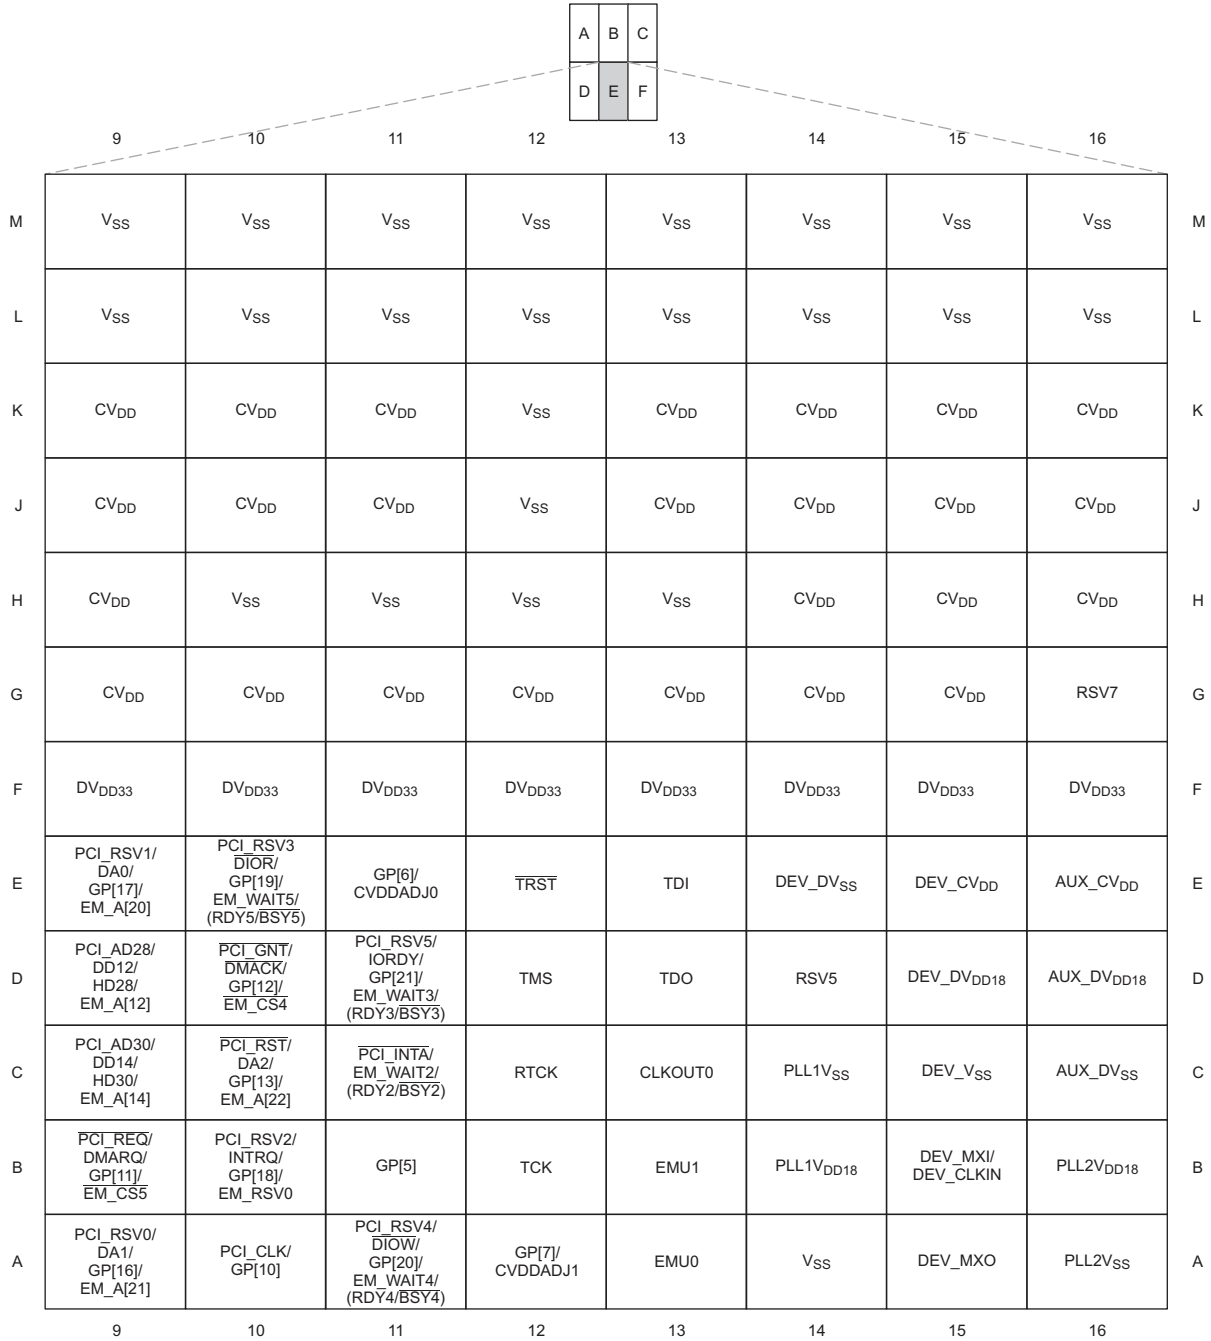 A B C
D E F
9 10 11 12 13 14 15 16
M VSS VSS VSS VSS VSS VSS VSS VSS M
L VSS VSS VSS VSS VSS VSS VSS VSS L
K CVDD CVDD CVDD VSS CVDD CVDD CVDD CVDD K
J CVDD CVDD CVDD VSS CVDD CVDD CVDD CVDD J
H CVDD VSS VSS VSS VSS CVDD CVDD CVDD H
G CVDD CVDD CVDD CVDD CVDD CVDD CVDD RSV7 G
F DVDD33 DVDD33 DVDD33 DVDD33 DVDD33 DVDD33 DVDD33 DVDD33 F
E
PCI_RSV1/
DA0/
GP[17]/
EM_A[20]
PCI_RSV3
DIOR/
GP[19]/
EM_WAIT5/
(RDY5/BSY5)
GP[6]/
CVDDADJ0
TRST
TDI
DEV_DVSS
DEV_CVDD
AUX_CVDD
E
D
PCI_AD28/
DD12/
HD28/
EM_A[12]
PCI_GNT/
DMACK/
GP[12]/
EM_CS4
PCI_RSV5/
IORDY/
GP[21]/
EM_WAIT3/
(RDY3/BSY3)
TMS
TDO
RSV5
DEV_DVDD18
AUX_DVDD18
D
C
PCI_AD30/
DD14/
HD30/
EM_A[14]
PCI_RST/
DA2/
GP[13]/
EM_A[22]
PCI_INTA/
EM_WAIT2/
(RDY2/BSY2)
RTCK
CLKOUT0
PLL1VSS
DEV_VSS
AUX_DVSS
C
B
PCI_REQ/
DMARQ/
GP[11]/
EM_CS5
PCI_RSV2/
INTRQ/
GP[18]/
EM_RSV0
GP[5]
TCK
EMU1
PLL1VDD18
DEV_MXI/
DEV_CLKIN
PLL2VDD18
B
A
PCI_RSV0/
DA1/
GP[16]/
EM_A[21]
PCI_CLK/
GP[10]
PCI_RSV4/
DIOW/
GP[20]/
EM_WAIT4/
(RDY4/BSY4)
GP[7]/
CVDDADJ1
EMU0
VSS
DEV_MXO
PLL2VSS
A
9 10 11 12 13 14 15 16